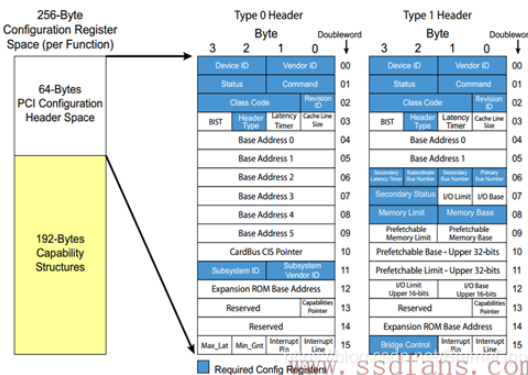 256-Byte
Configuration Register
Space (per Function)
64-Bytes
PCI Configuration
Header Space
192-Bytes
Capability
Structures
Type 0 Header
Byte Doubleword
3 2 1 0
Device ID Vendor ID 00
Status Command 01
Class Code Revision ID 02
BIST Header Type Latency Timer Cache Line Size 03
Base Address 0 04
Base Address 1 05
Base Address 2 06
Base Address 3 07
Base Address 4 08
Base Address 5 09
CardBus CIS Pointer 10
Subsystem ID Subsystem Vendor ID 11
Expansion ROM Base Address 12
Reserved Capabilities Pointer 13
Reserved 14
Max_Lat Min_Gnt Interrupt Pin Interrupt Line 15
Type 1 Header
Byte Doubleword
3 2 1 0
Device ID Vendor ID 00
Status Command 01
Class Code Revision ID 02
BIST Header Type Latency Timer Cache Line Size 03
Base Address 0 04
Base Address 1 05
Secondary Latency Timer Subordinate Bus Number Secondary Bus Number Primary Bus Number 06
Secondary Status I/O Limit I/O Base 07
Memory Limit Memory Base 08
Prefetchable Memory Limit Prefetchable Memory Base 09
Prefetchable Base - Upper 32-bits 10
Prefetchable Limit - Upper 32-bits 11
I/O Limit Upper 16-bits I/O Base Upper 16-bits 12
Reserved Capabilities Pointer 13
Expansion ROM Base Address 14
Bridge Control Interrupt Pin Interrupt Line 15
Required Config Registers
www.ssdfans.com